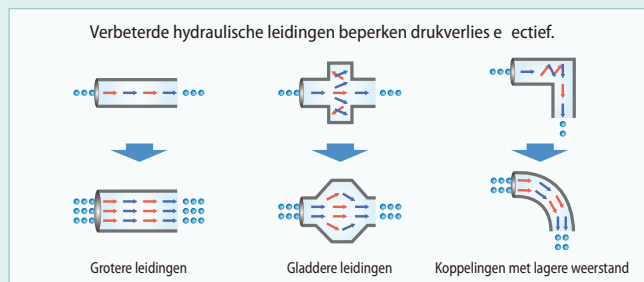 Verbeterde hydraulische leidingen beperken drukverlies e ectief.
Grotere leidingen
Gladdere leidingen
Koppelingen met lagere weerstand